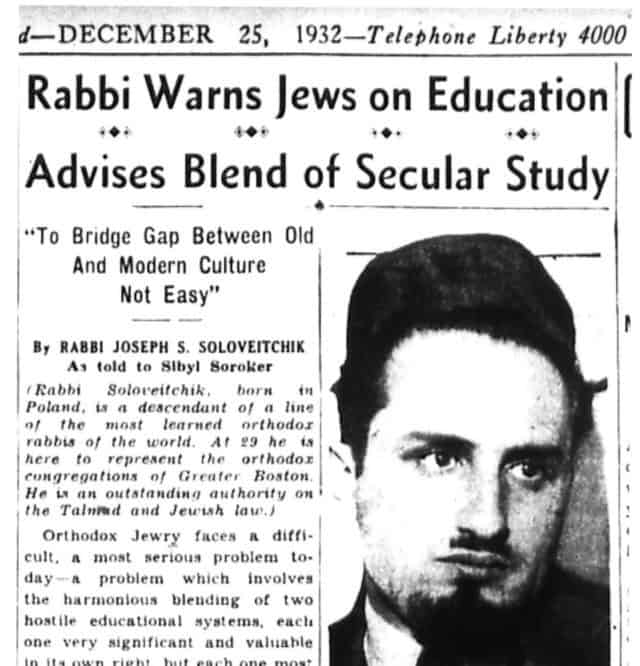 d—DECEMBER 25, 1932—Telephone Liberty 4000
Rabbi Warns Jews on Education
Advises Blend of Secular Study
"To Bridge Gap Between Old
And Modern Culture
Not Easy"
By RABBI JOSEPH S. SOLOVEITCHIK
As told to Sibyl Soroker
(Rabbi Soloveitchik, born in
Poland, is a descendant of a line
of the most learned orthodox
rabbis of the world. At 29 he is
here to represent the orthodox
congregations of Greater Boston.
He is an outstanding authority on
the Talmud and Jewish law.)
Orthodox Jewry faces a diffi-
cult, a most serious problem to-
day—a problem which involves
the harmonious blending of two
hostile educational systems, each
one very significant and valuable
in its own right, but each one most